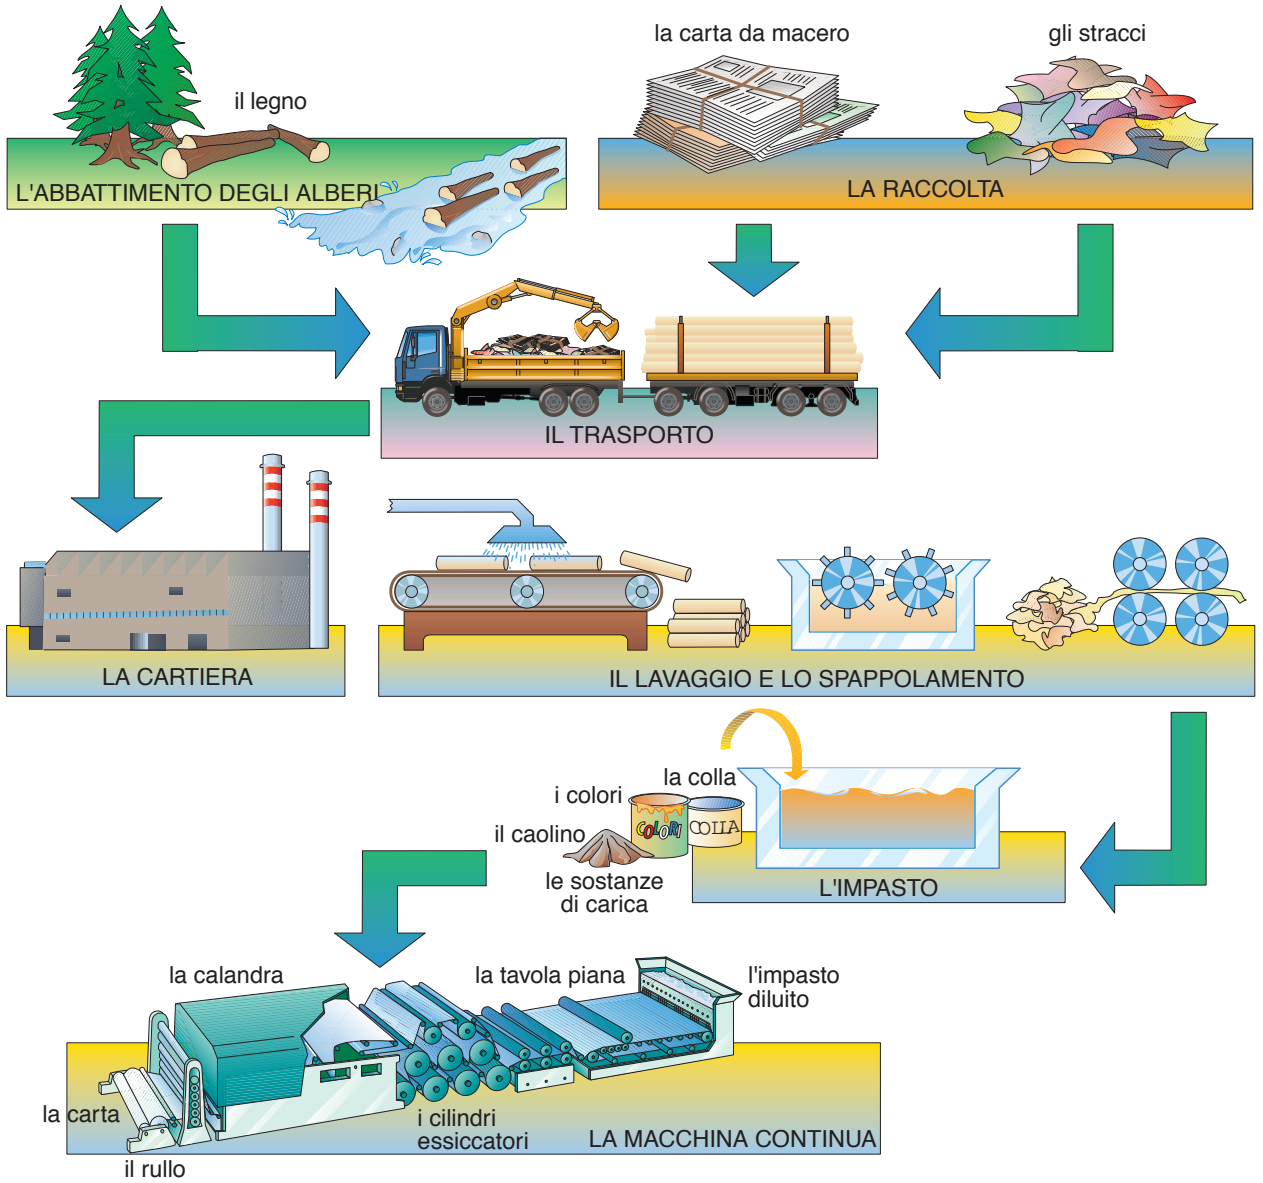 la carta da macero
gli stracci
il legno
L'ABBATTIMENTO DEGLI ALBERI
LA RACCOLTA
IL TRASPORTO
LA CARTIERA
IL LAVAGGIO E LO SPAPPOLAMENTO
la colla
i colori
COLORI
COLLA
il caolino
le sostanze
di carica
L'IMPASTO
la calandra
la tavola piana
l'impasto
diluito
la carta
i cilindri
essiccatori
LA MACCHINA CONTINUA
il rullo